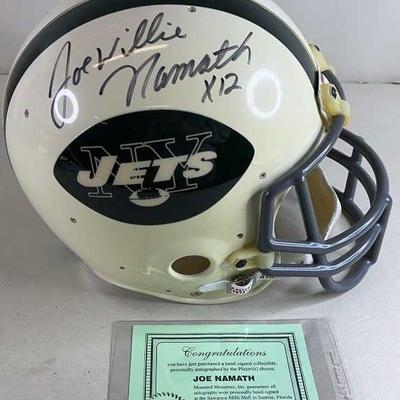 Joe Willie
Namath
X12
NY
JETS
Congratulations
you have just purchased a hand-signed collectible,
personally autographed by the Player(s) shown.
JOE NAMATH
Mounted Memories, Inc. guarantees all
autographs were personally hand-signed
at the Sawgrass Mills Mall in Sunrise, Florida